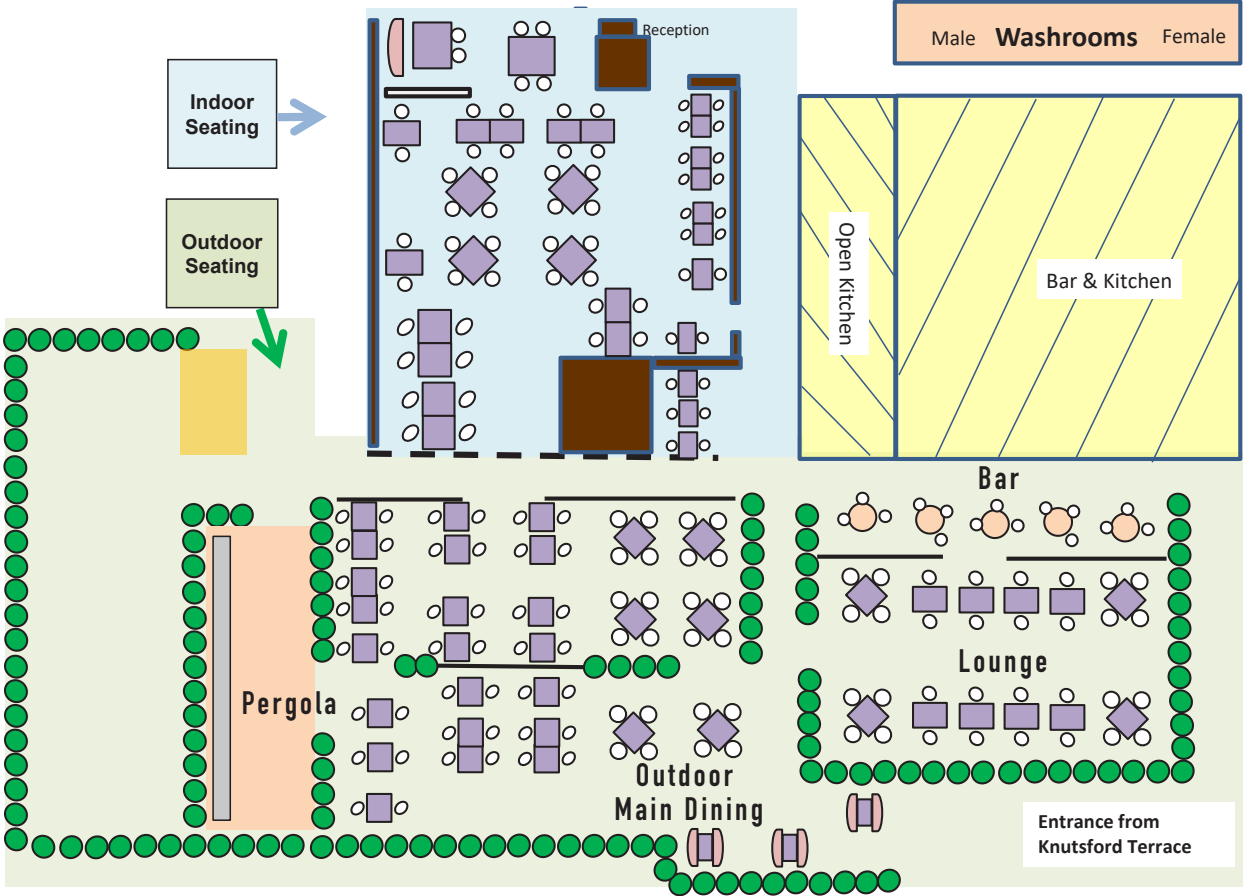 Reception
Male Washrooms Female
Indoor
Seating
Outdoor
Seating
Open Kitchen
Bar & Kitchen
Bar
Lounge
Pergola
Outdoor
Main Dining
Entrance from
Knutsford Terrace